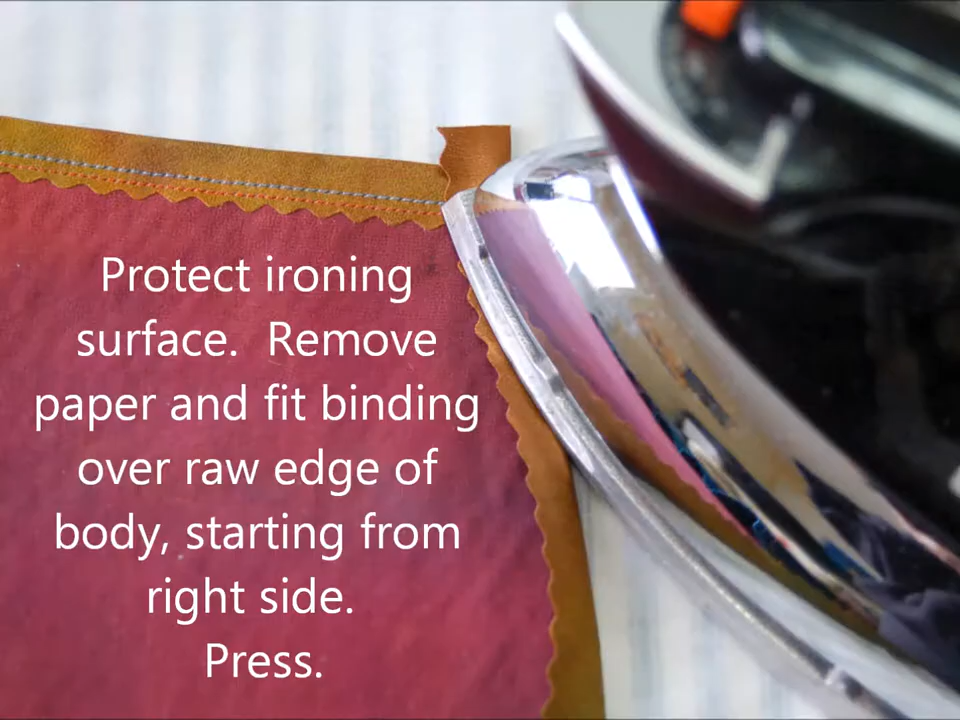 Protect ironing
surface.  Remove
paper and fit binding
over raw edge of
body, starting from
right side.
Press.